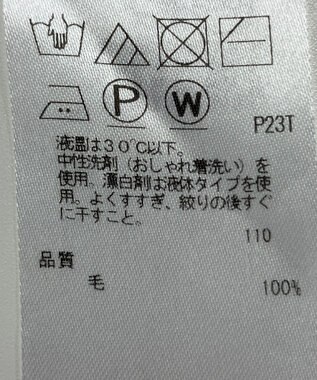 P
W
P23T
液温は30℃以下。
中性洗剤（おしゃれ着洗い）を
使用。漂白剤は液体タイプを使
用。よくすすぎ、絞りの後すぐ
に干すこと。
110
品質
毛 100%